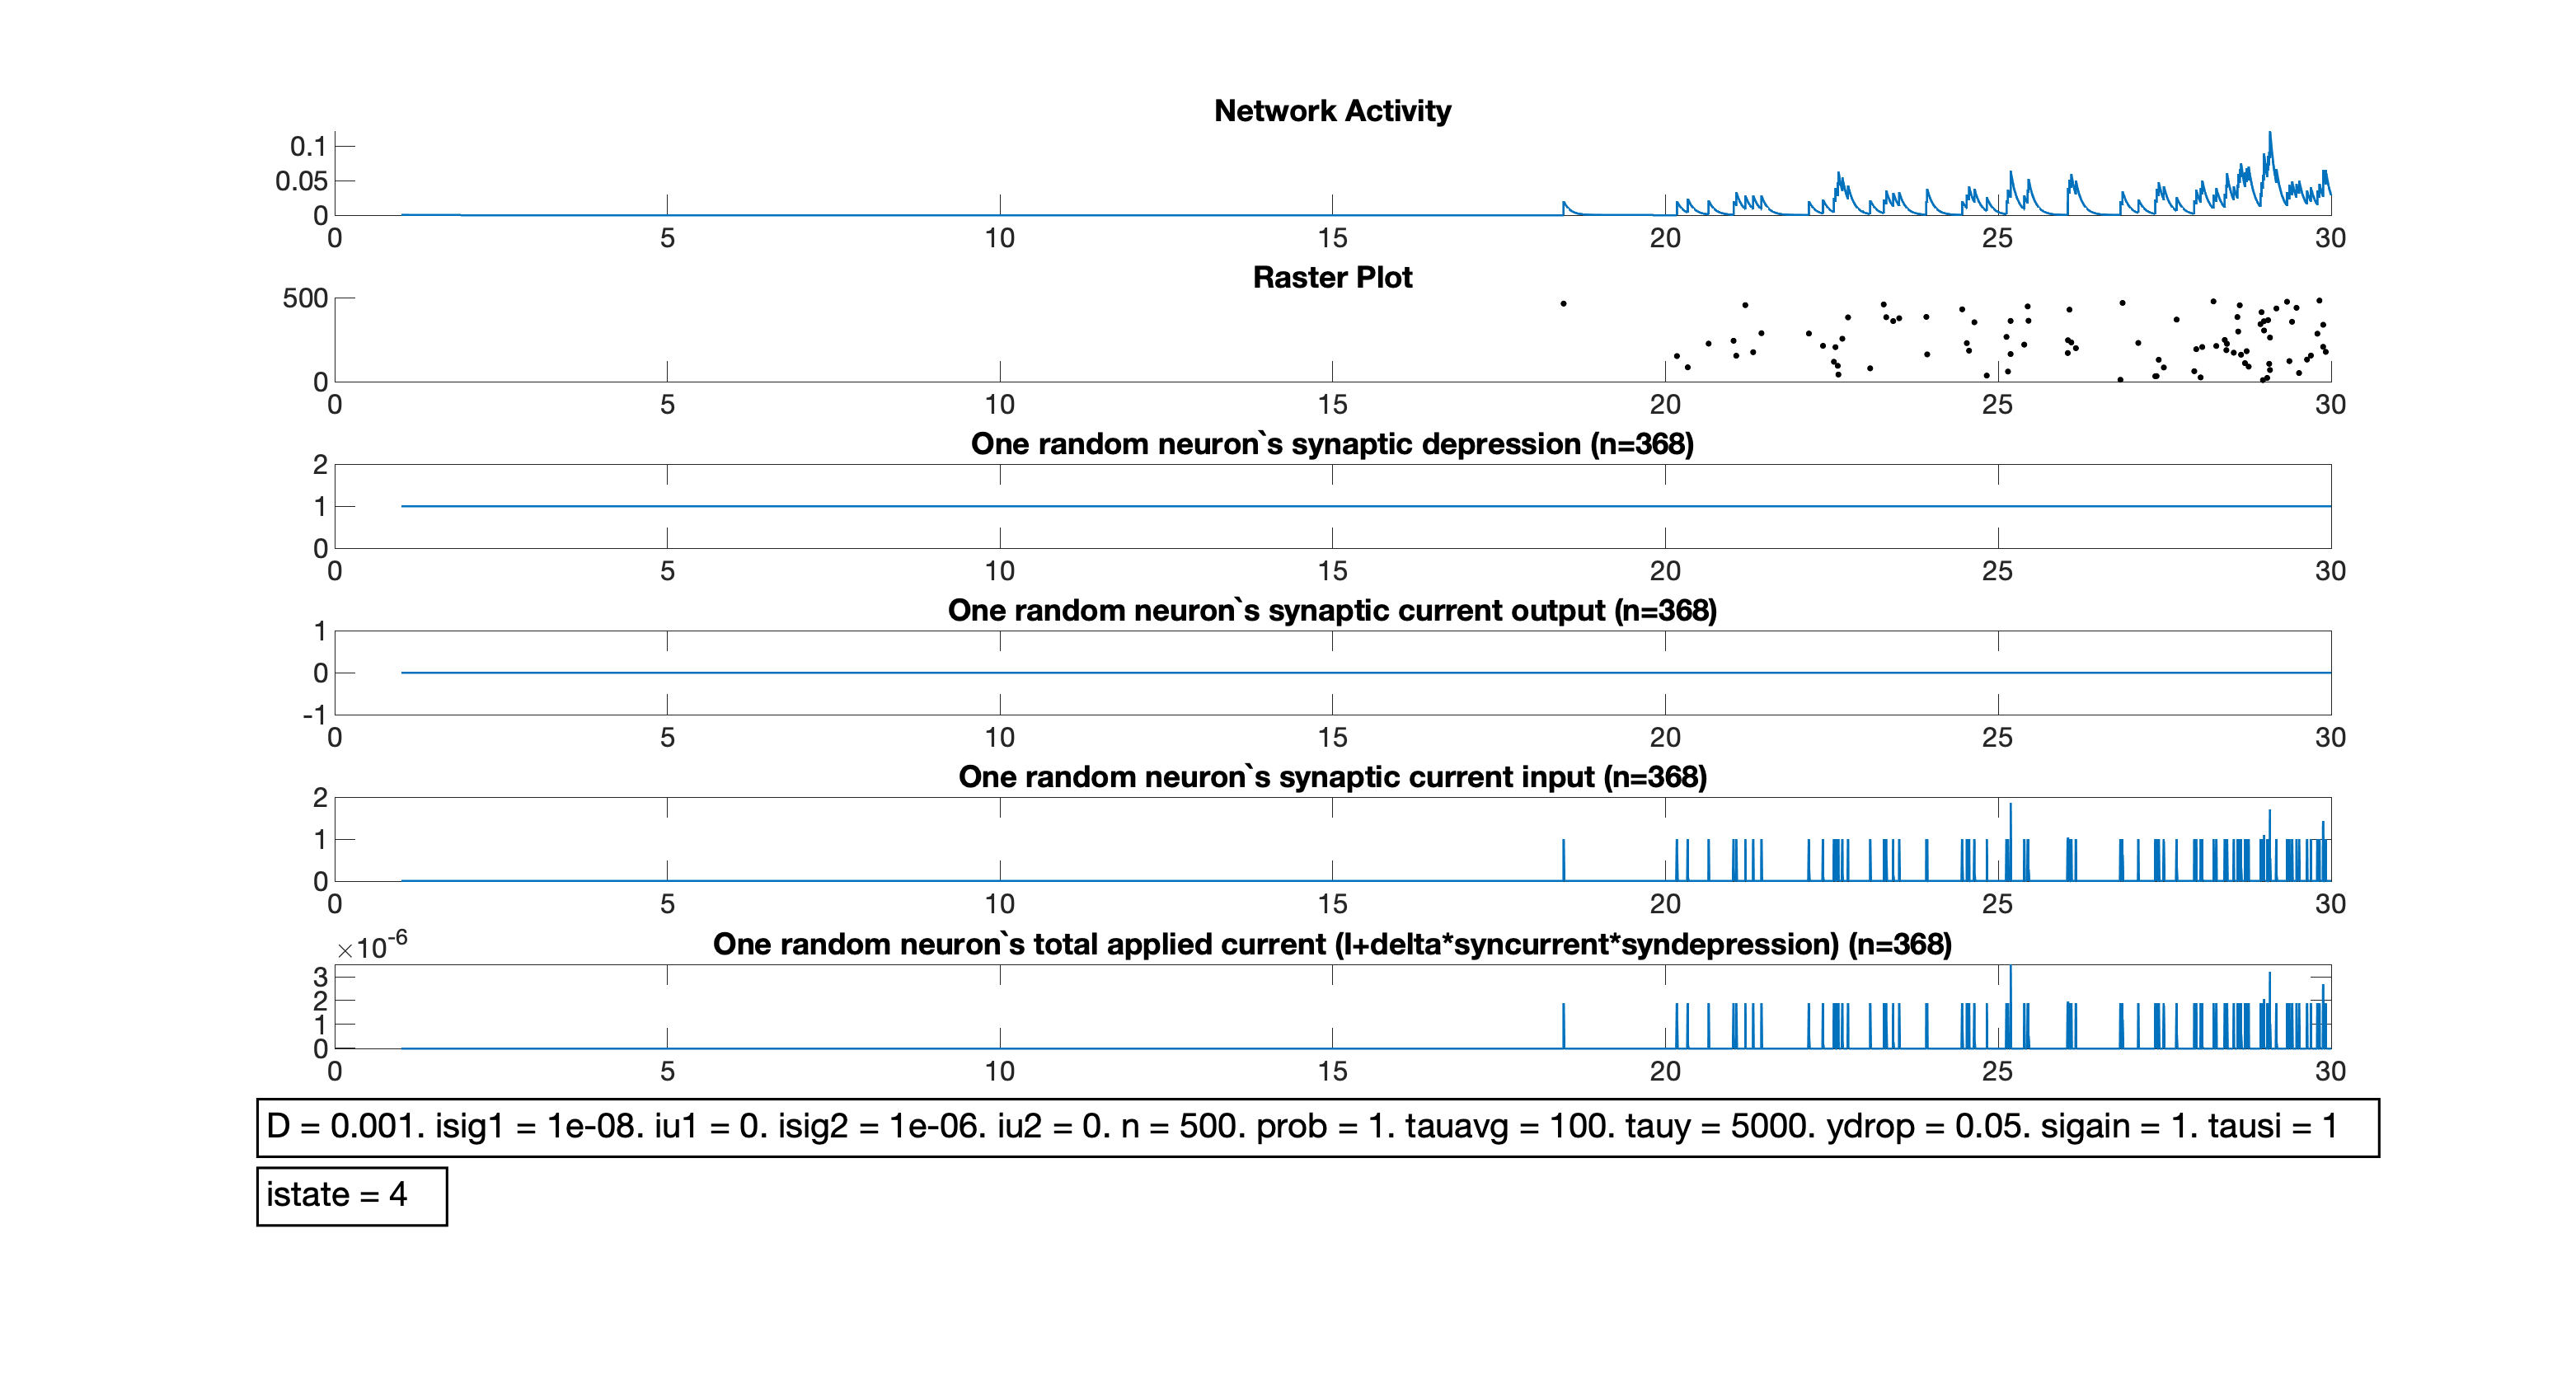 Network Activity
0.1
0.05
0
0 5 10 15 20 25 30
Raster Plot
500
0
0 5 10 15 20 25 30
One random neuron`s synaptic depression (n=368)
2
1
0
0 5 10 15 20 25 30
One random neuron`s synaptic current output (n=368)
1
0
-1
0 5 10 15 20 25 30
One random neuron`s synaptic current input (n=368)
2
1
0
0 5 10 15 20 25 30
×10^-6
One random neuron`s total applied current (I+delta*syncurrent*syndepression) (n=368)
3
2
1
0
0 5 10 15 20 25 30
D = 0.001. isig1 = 1e-08. iu1 = 0. isig2 = 1e-06. iu2 = 0. n = 500. prob = 1. tauavg = 100. tauy = 5000. ydrop = 0.05. sigain = 1. tausi = 1
istate = 4